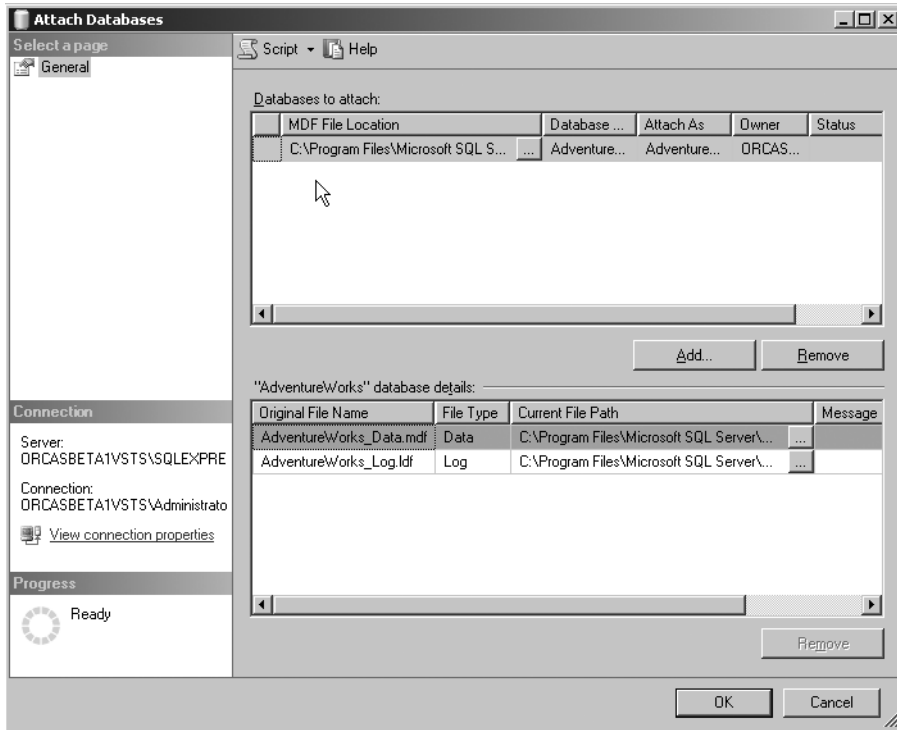 Attach Databases
Select a page
General
Script Help
Databases to attach:
MDF File Location Database ... Attach As Owner Status
C:\Program Files\Microsoft SQL S... ... Adventure... Adventure... ORCAS...
Add... Remove
"AdventureWorks" database details:
Original File Name File Type Current File Path Message
AdventureWorks_Data.mdf Data C:\Program Files\Microsoft SQL Server\... ...
AdventureWorks_Log.ldf Log C:\Program Files\Microsoft SQL Server\... ...
Remove
Connection
Server:
ORCASBETA1VSTS\SQLEXPRE
Connection:
ORCASBETA1VSTS\Administrato
View connection properties
Progress
Ready
OK Cancel